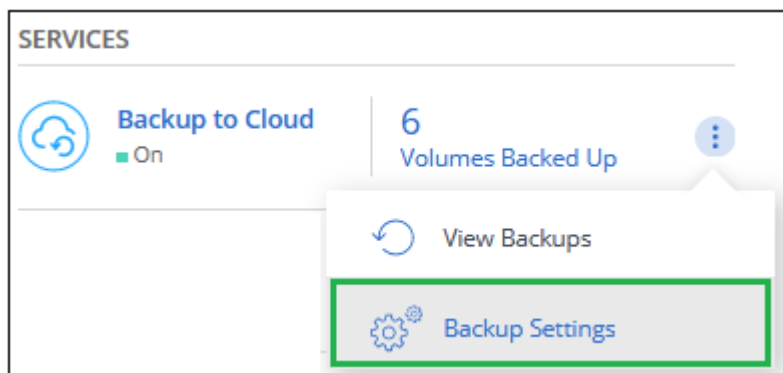 SERVICES
Backup to Cloud
On
6
Volumes Backed Up
View Backups
Backup Settings